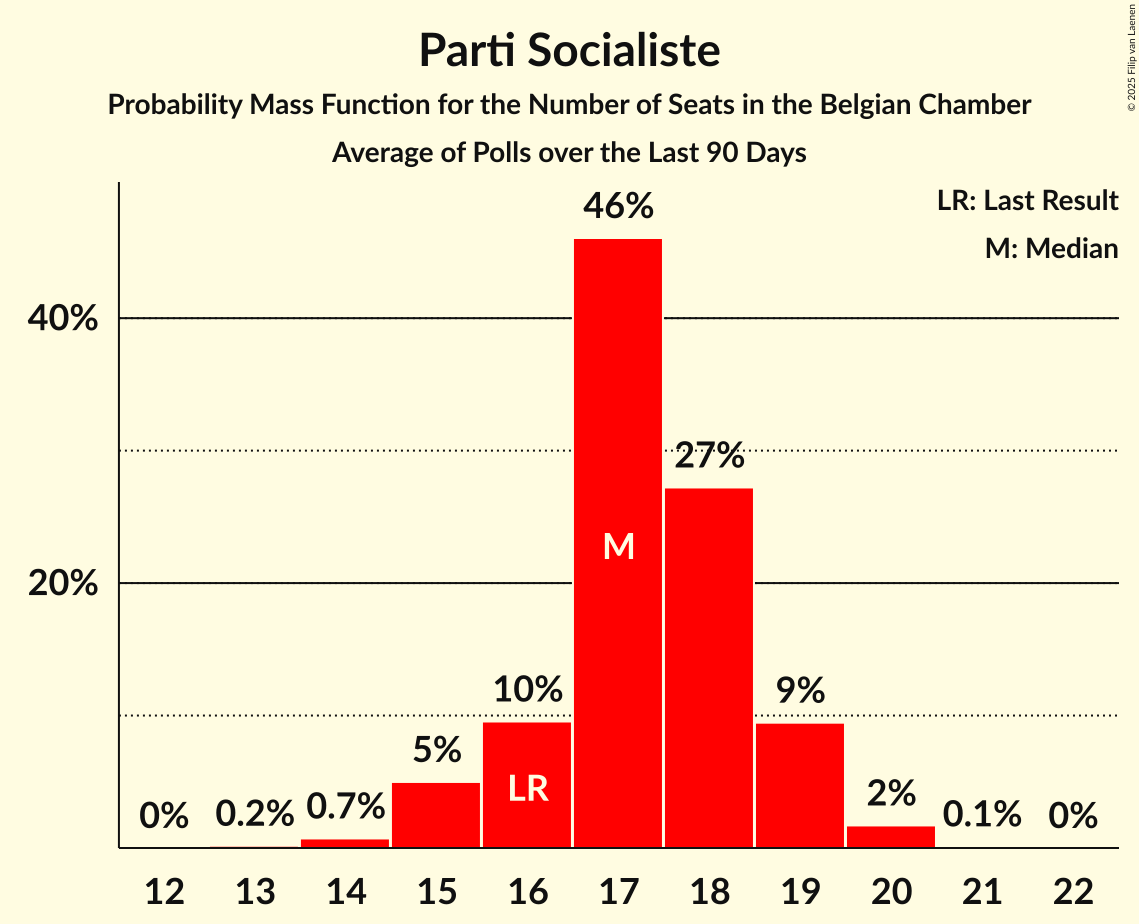 Parti Socialiste
Probability Mass Function for the Number of Seats in the Belgian Chamber
Average of Polls over the Last 90 Days
© 2025 Filip van Laenen
LR: Last Result
M: Median
40%
20%
0%
0.2%
0.7%
5%
10%
46%
27%
9%
2%
0.1%
0%
LR
M
12 13 14 15 16 17 18 19 20 21 22